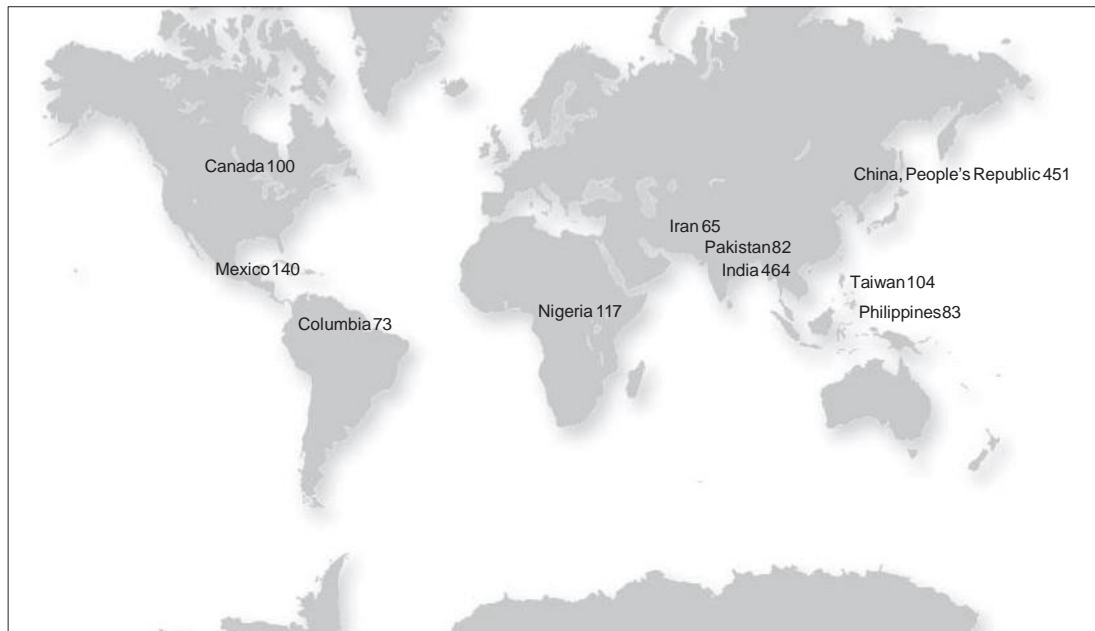 Canada 100
China, People's Republic 451
Iran 65
Pakistan 82
India 464
Mexico 140
Taiwan 104
Nigeria 117
Philippines 83
Columbia 73